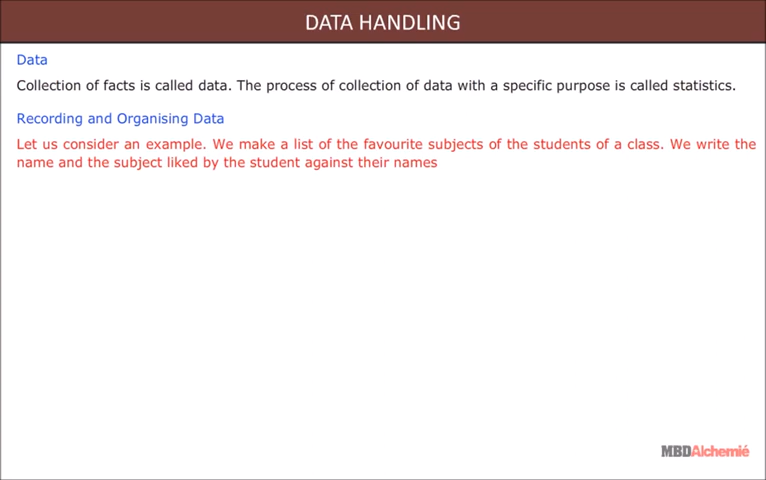 DATA HANDLING
Data
Collection of facts is called data. The process of collection of data with a specific purpose is called statistics.
Recording and Organising Data
Let us consider an example. We make a list of the favourite subjects of the students of a class. We write the
name and the subject liked by the student against their names
MBDAlchemié